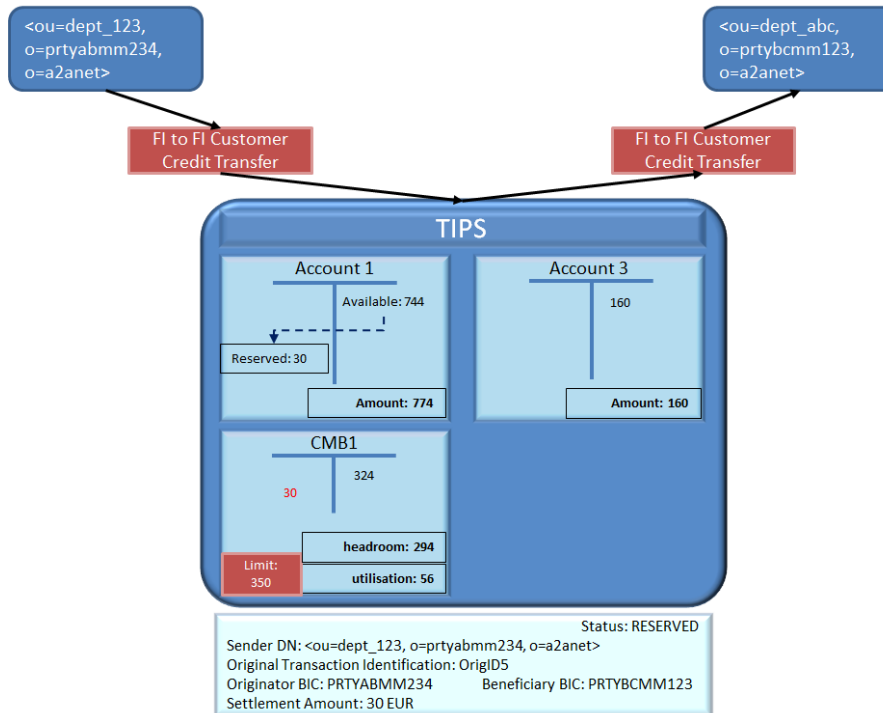 <ou=dept_123,
o=prtyabmm234,
o=a2anet>
<ou=dept_abc,
o=prtybcmm123,
o=a2anet>
FI to FI Customer
Credit Transfer
FI to FI Customer
Credit Transfer
TIPS
Account 1
Available: 744
Reserved: 30
Amount: 774
Account 3
160
Amount: 160
CMB1
324
30
headroom: 294
Limit:
350
utilisation: 56
Status: RESERVED
Sender DN: <ou=dept_123, o=prtyabmm234, o=a2anet>
Original Transaction Identification: OrigID5
Originator BIC: PRTYABMM234 Beneficiary BIC: PRTYBCMM123
Settlement Amount: 30 EUR